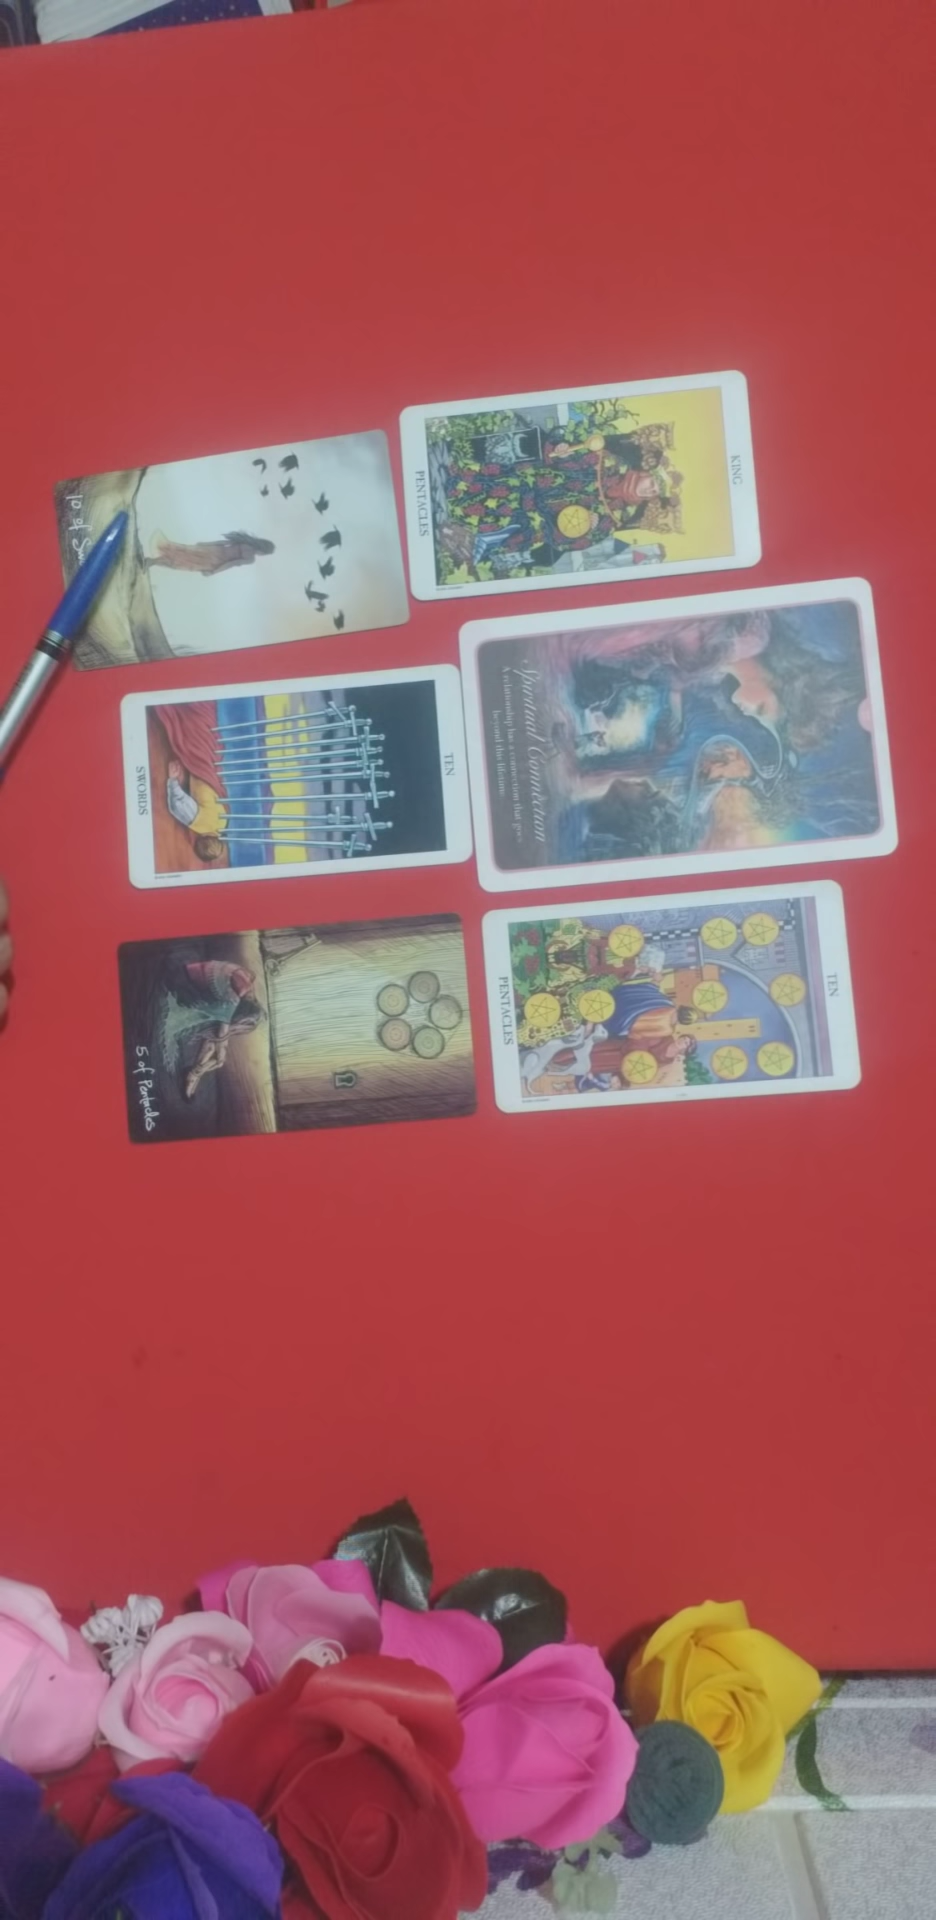 KING
PENTACLES
Spiritual Connection
A relationship has a connection that goes
beyond this lifetime.
TEN
PENTACLES
10 of
TEN
SWORDS
5 of Pentacles